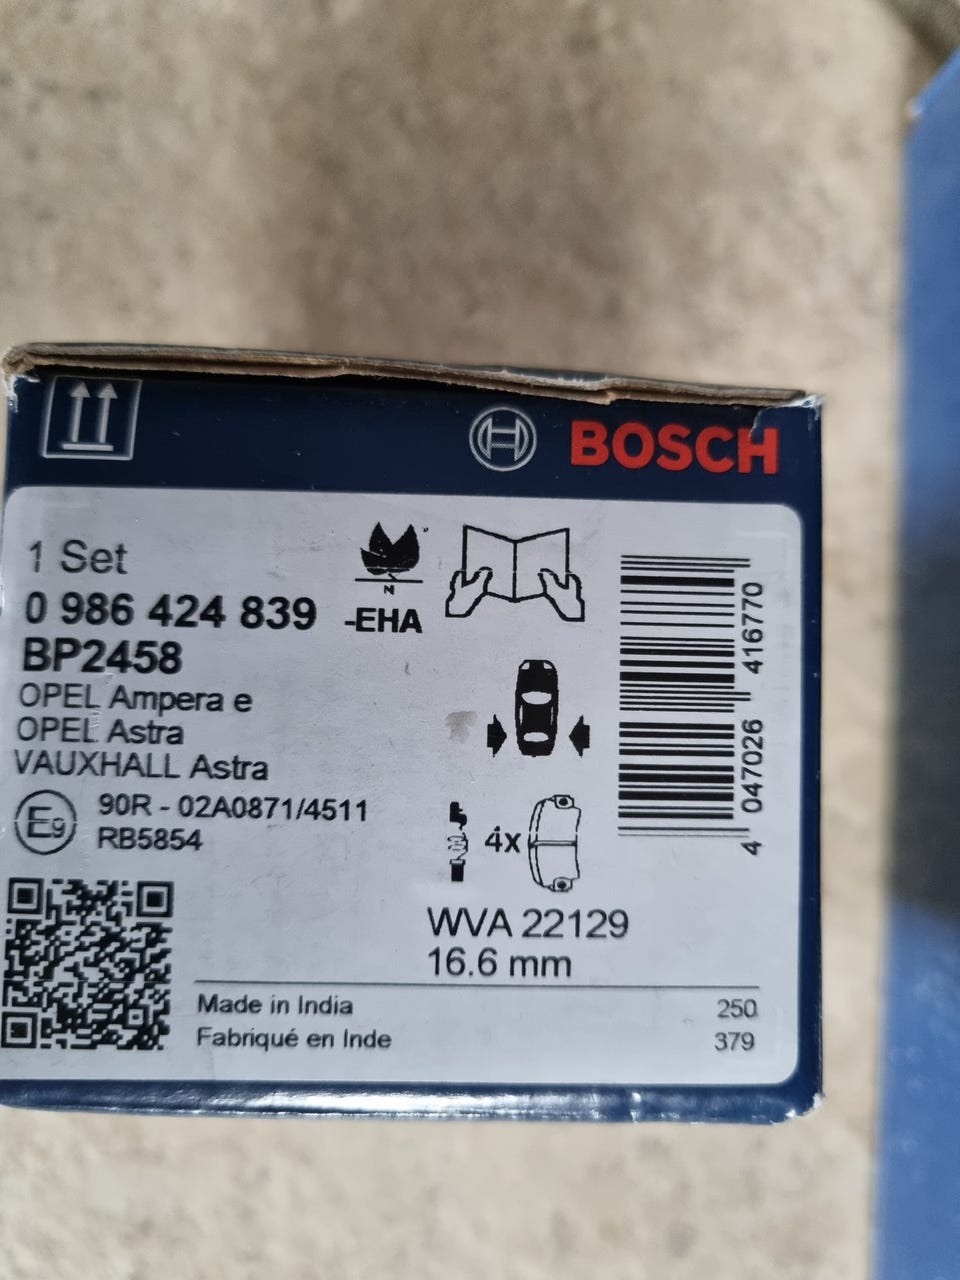 BOSCH
1 Set
0 986 424 839 -EHA
BP2458
OPEL Ampera e
OPEL Astra
VAUXHALL Astra
E9
90R - 02A0871/4511
RB5854
N
4x
WVA 22129
16.6 mm
Made in India
Fabriqué en Inde
250
379
4 047026 416770